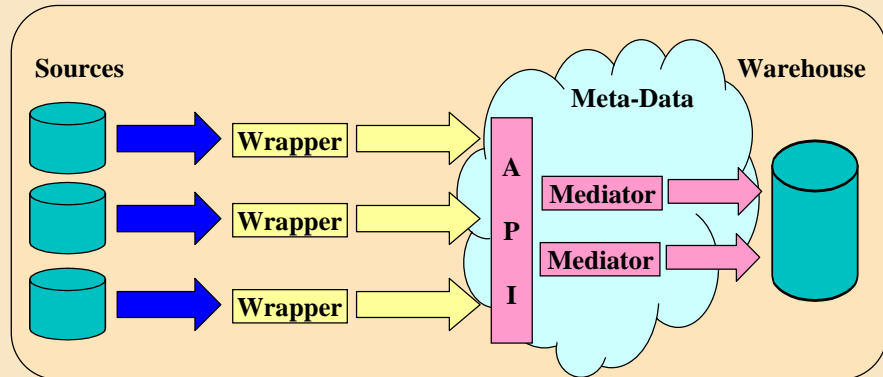 Sources
Warehouse
Meta-Data
Wrapper
A
Mediator
Wrapper
P
Mediator
Wrapper
I